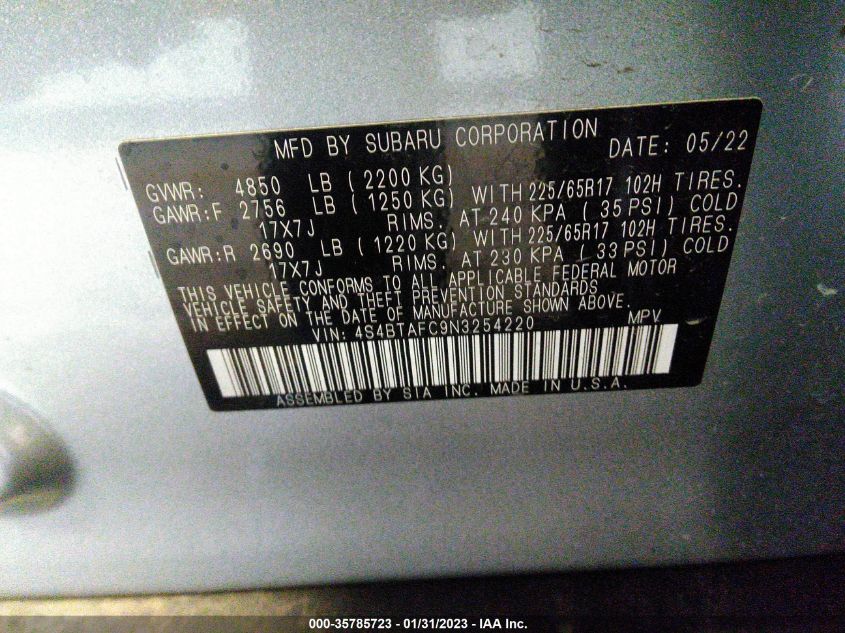 MFD BY SUBARU CORPORATION DATE: 05/22
GVWR: 4850 LB (2200 KG)
GAWR:F 2756 LB (1250 KG) WITH 225/65R17 102H TIRES.
17X7J RIMS. AT 240 KPA (35 PSI) COLD
GAWR:R 2690 LB (1220 KG) WITH 225/65R17 102H TIRES.
17X7J RIMS. AT 230 KPA (33 PSI) COLD
THIS VEHICLE CONFORMS TO ALL APPLICABLE FEDERAL MOTOR
VEHICLE SAFETY AND THEFT PREVENTION STANDARDS
IN EFFECT ON THE DATE OF MANUFACTURE SHOWN ABOVE.
VIN: 4S4BTAFC9N3254220 MPV
ASSEMBLED BY SIA INC. MADE IN U.S.A.
000-35785723 - 01/31/2023 - IAA Inc.